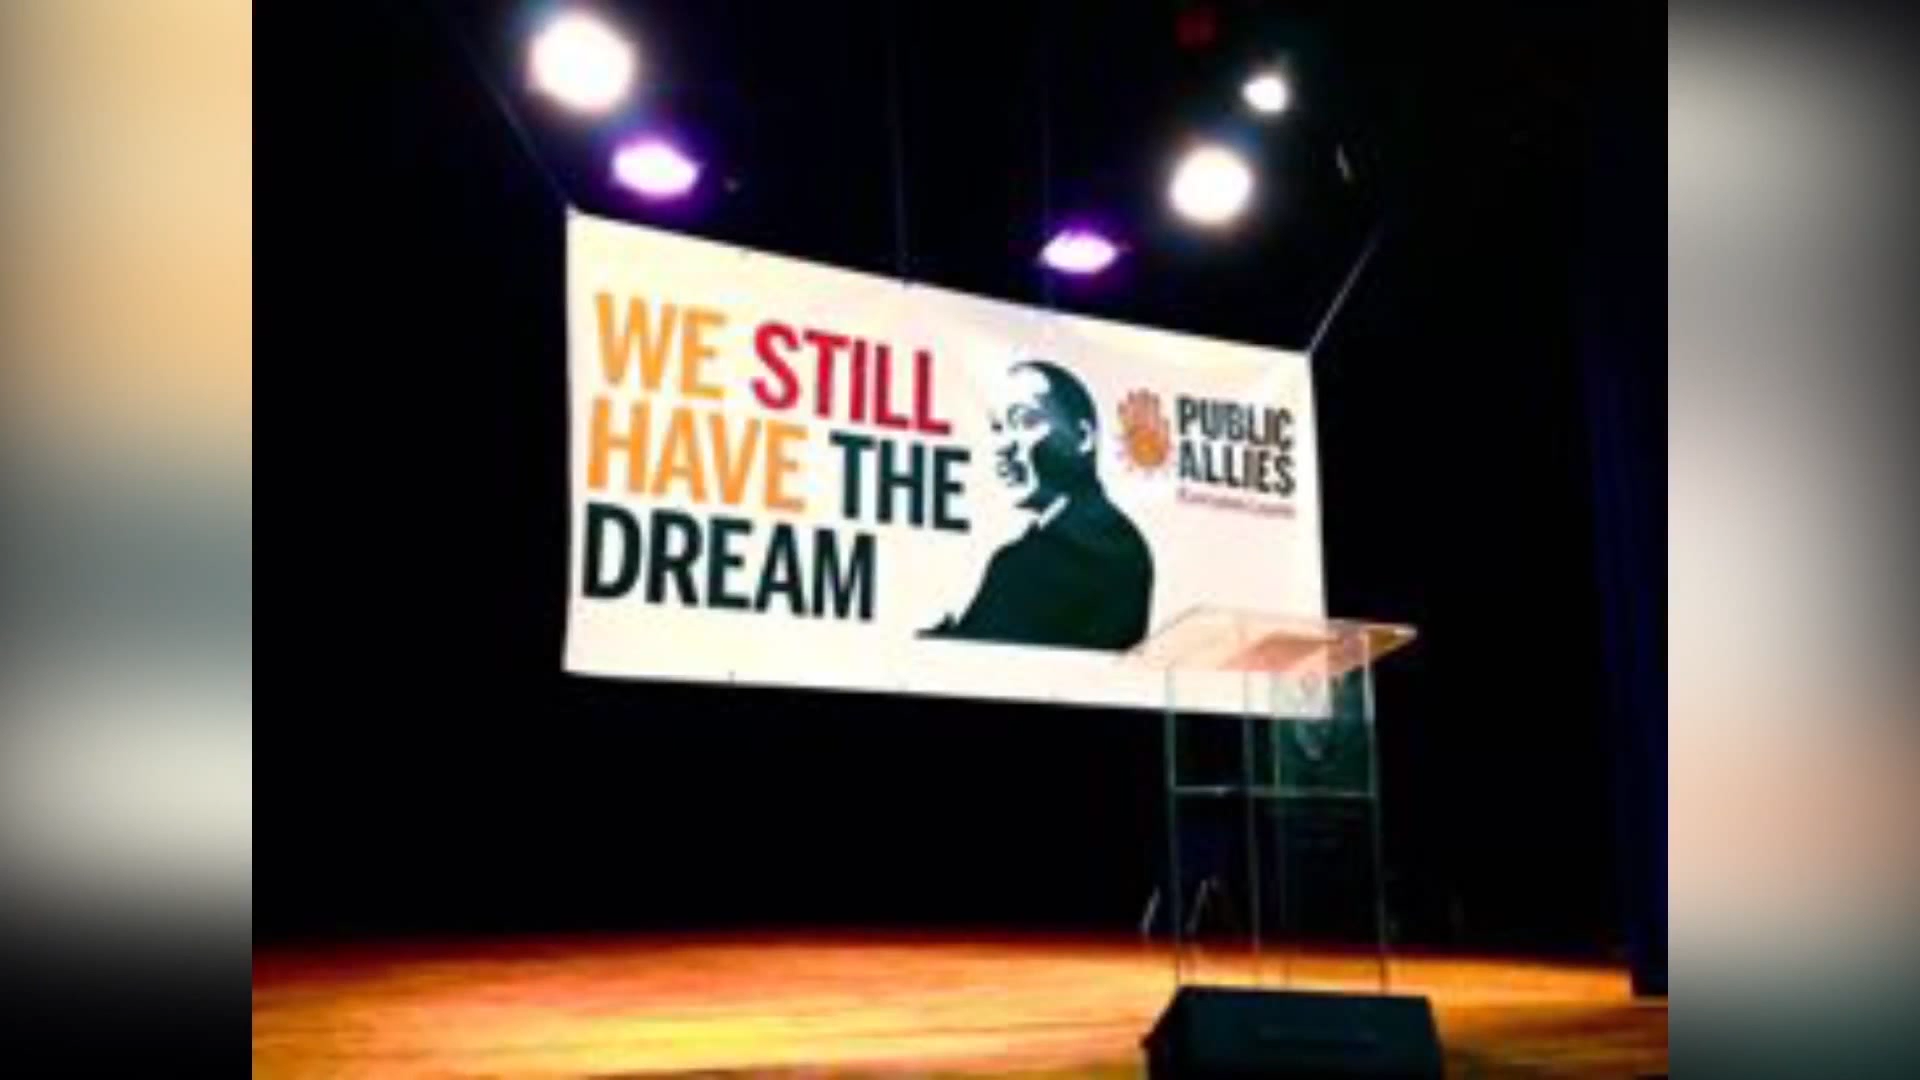 WE STILL
HAVE THE
DREAM
PUBLIC
ALLIES